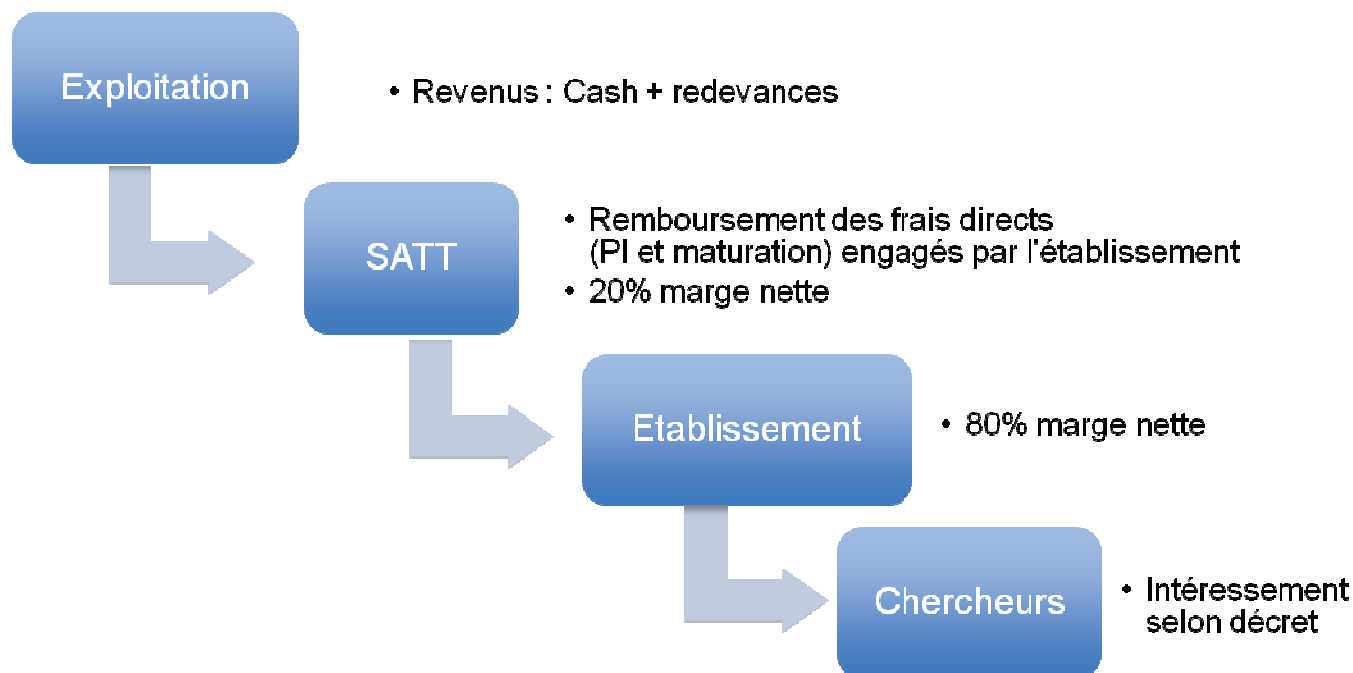 Exploitation
• Revenus : Cash + redevances
SATT
• Remboursement des frais directs
(PI et maturation) engagés par l'établissement
• 20% marge nette
Etablissement
• 80% marge nette
Chercheurs
• Intéressement
selon décret